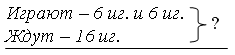 Играют – 6 иг. и 6 иг.
Ждут – 16 иг.
?